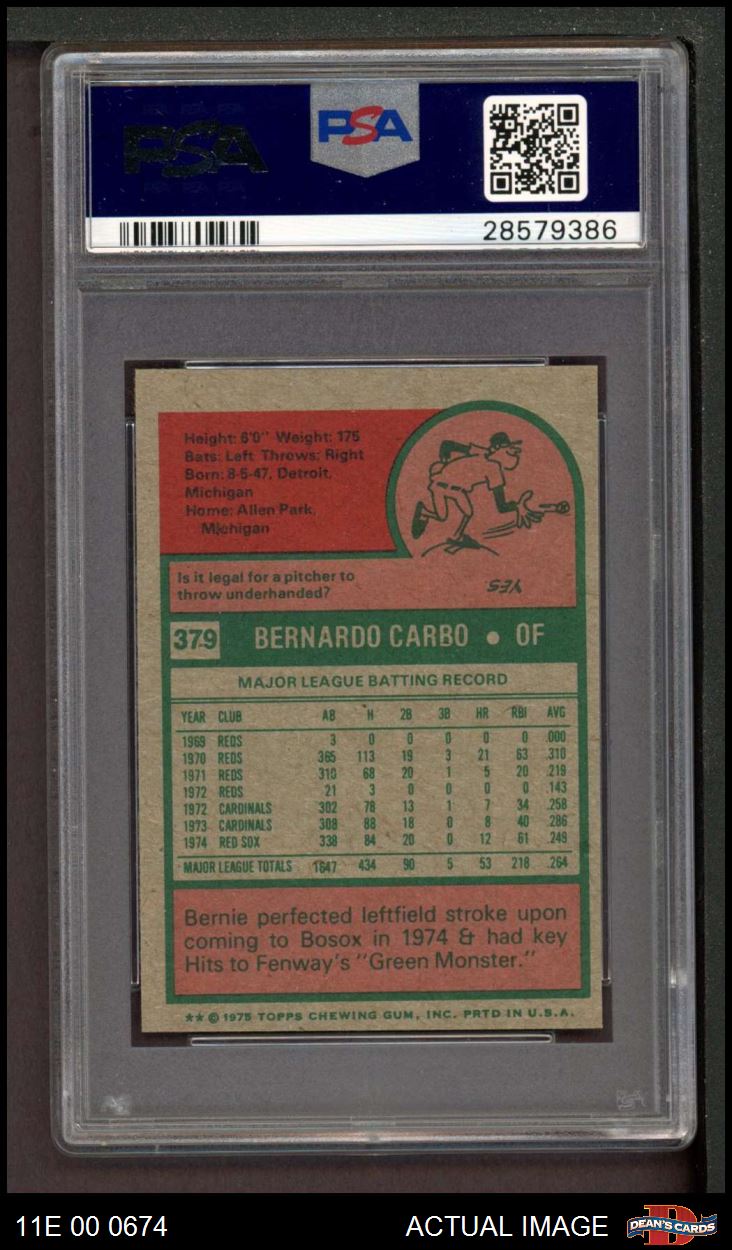 PSA
PSA
28579386
Height: 6'0" Weight: 175
Bats: Left Throws: Right
Born: 8-5-47, Detroit,
Michigan
Home: Allen Park,
Michigan
Is it legal for a pitcher to
throw underhanded?
YES
379 BERNARDO CARBO • OF
MAJOR LEAGUE BATTING RECORD
YEAR CLUB AB H 2B 3B HR RBI AVG
1969 REDS 3 0 0 0 0 0 .000
1970 REDS 365 113 19 3 21 63 .310
1971 REDS 310 68 20 1 5 20 .219
1972 REDS 21 3 0 0 0 0 .143
1972 CARDINALS 302 78 13 1 7 34 .258
1973 CARDINALS 308 88 18 0 8 40 .286
1974 RED SOX 338 84 20 0 12 61 .249
MAJOR LEAGUE TOTALS 1647 434 90 5 53 218 .264
Bernie perfected leftfield stroke upon
coming to Bosox in 1974 & had key
Hits to Fenway's "Green Monster."
** © 1975 TOPPS CHEWING GUM, INC. PRTD IN U.S.A.
11E 00 0674 ACTUAL IMAGE DEAN'S CARDS